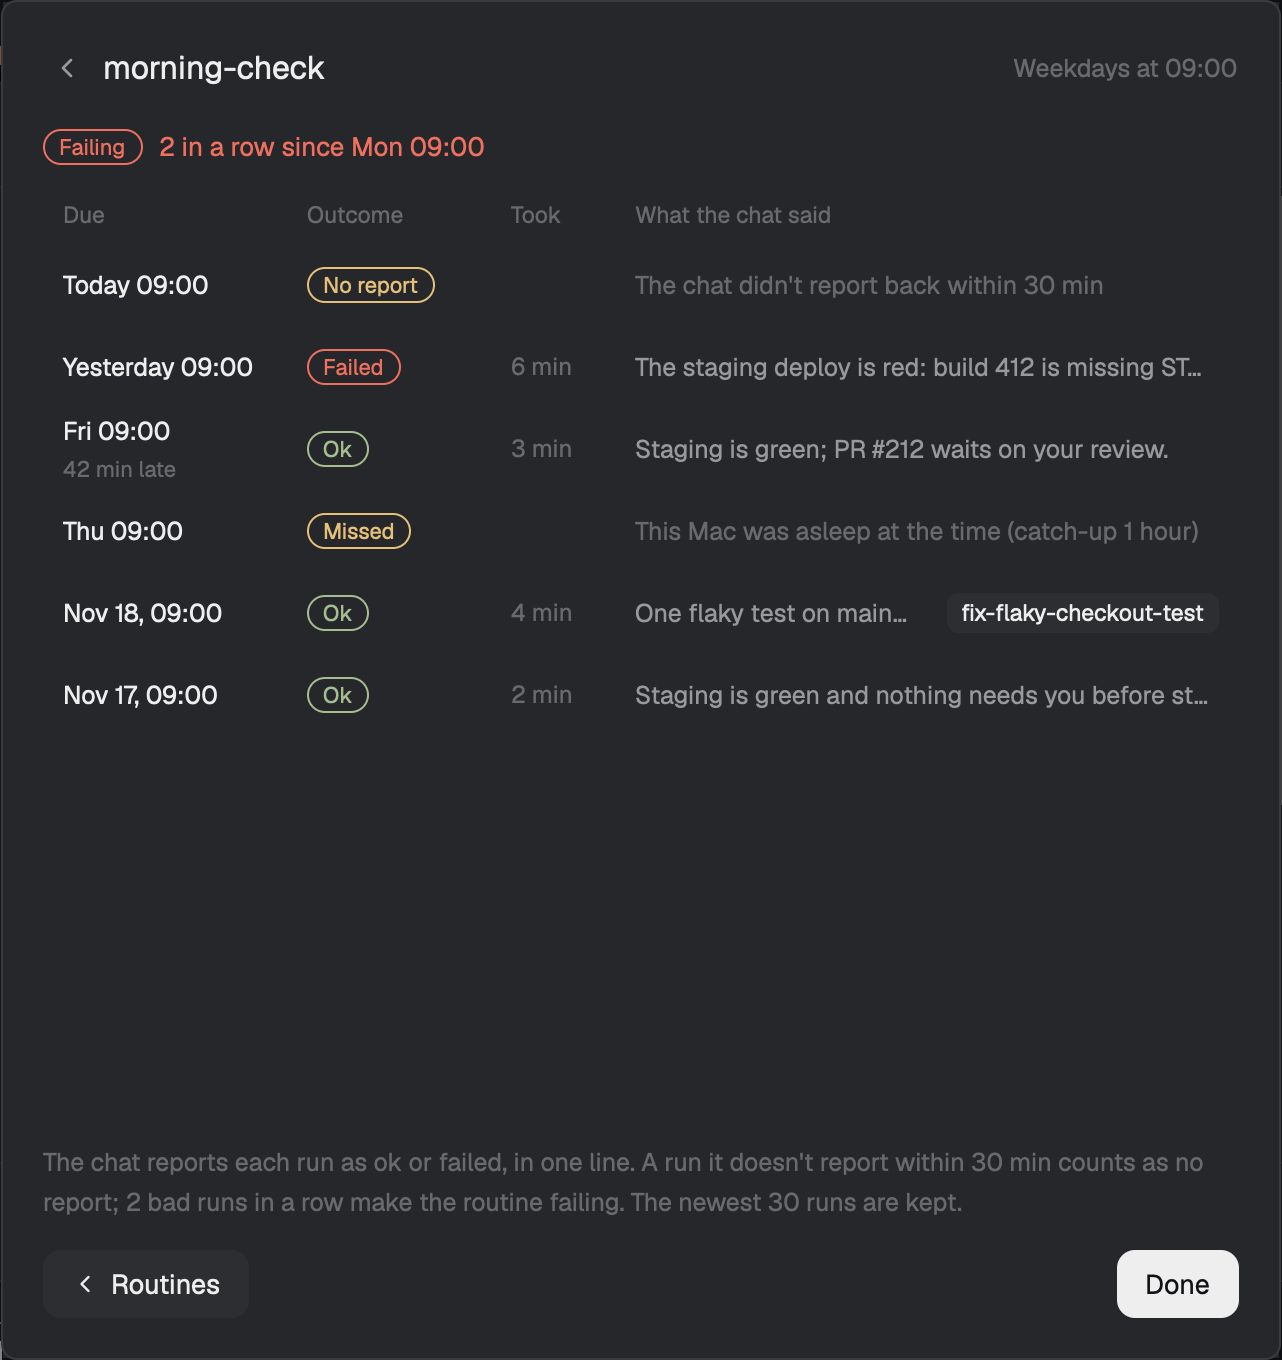 morning-check
Weekdays at 09:00
Failing
2 in a row since Mon 09:00
Due Outcome Took What the chat said
Today 09:00 No report The chat didn't report back within 30 min
Yesterday 09:00 Failed 6 min The staging deploy is red: build 412 is missing ST...
Fri 09:00
42 min late
Ok 3 min Staging is green; PR #212 waits on your review.
Thu 09:00 Missed This Mac was asleep at the time (catch-up 1 hour)
Nov 18, 09:00 Ok 4 min One flaky test on main... fix-flaky-checkout-test
Nov 17, 09:00 Ok 2 min Staging is green and nothing needs you before st...
The chat reports each run as ok or failed, in one line. A run it doesn't report within 30 min counts as no
report; 2 bad runs in a row make the routine failing. The newest 30 runs are kept.
Routines
Done